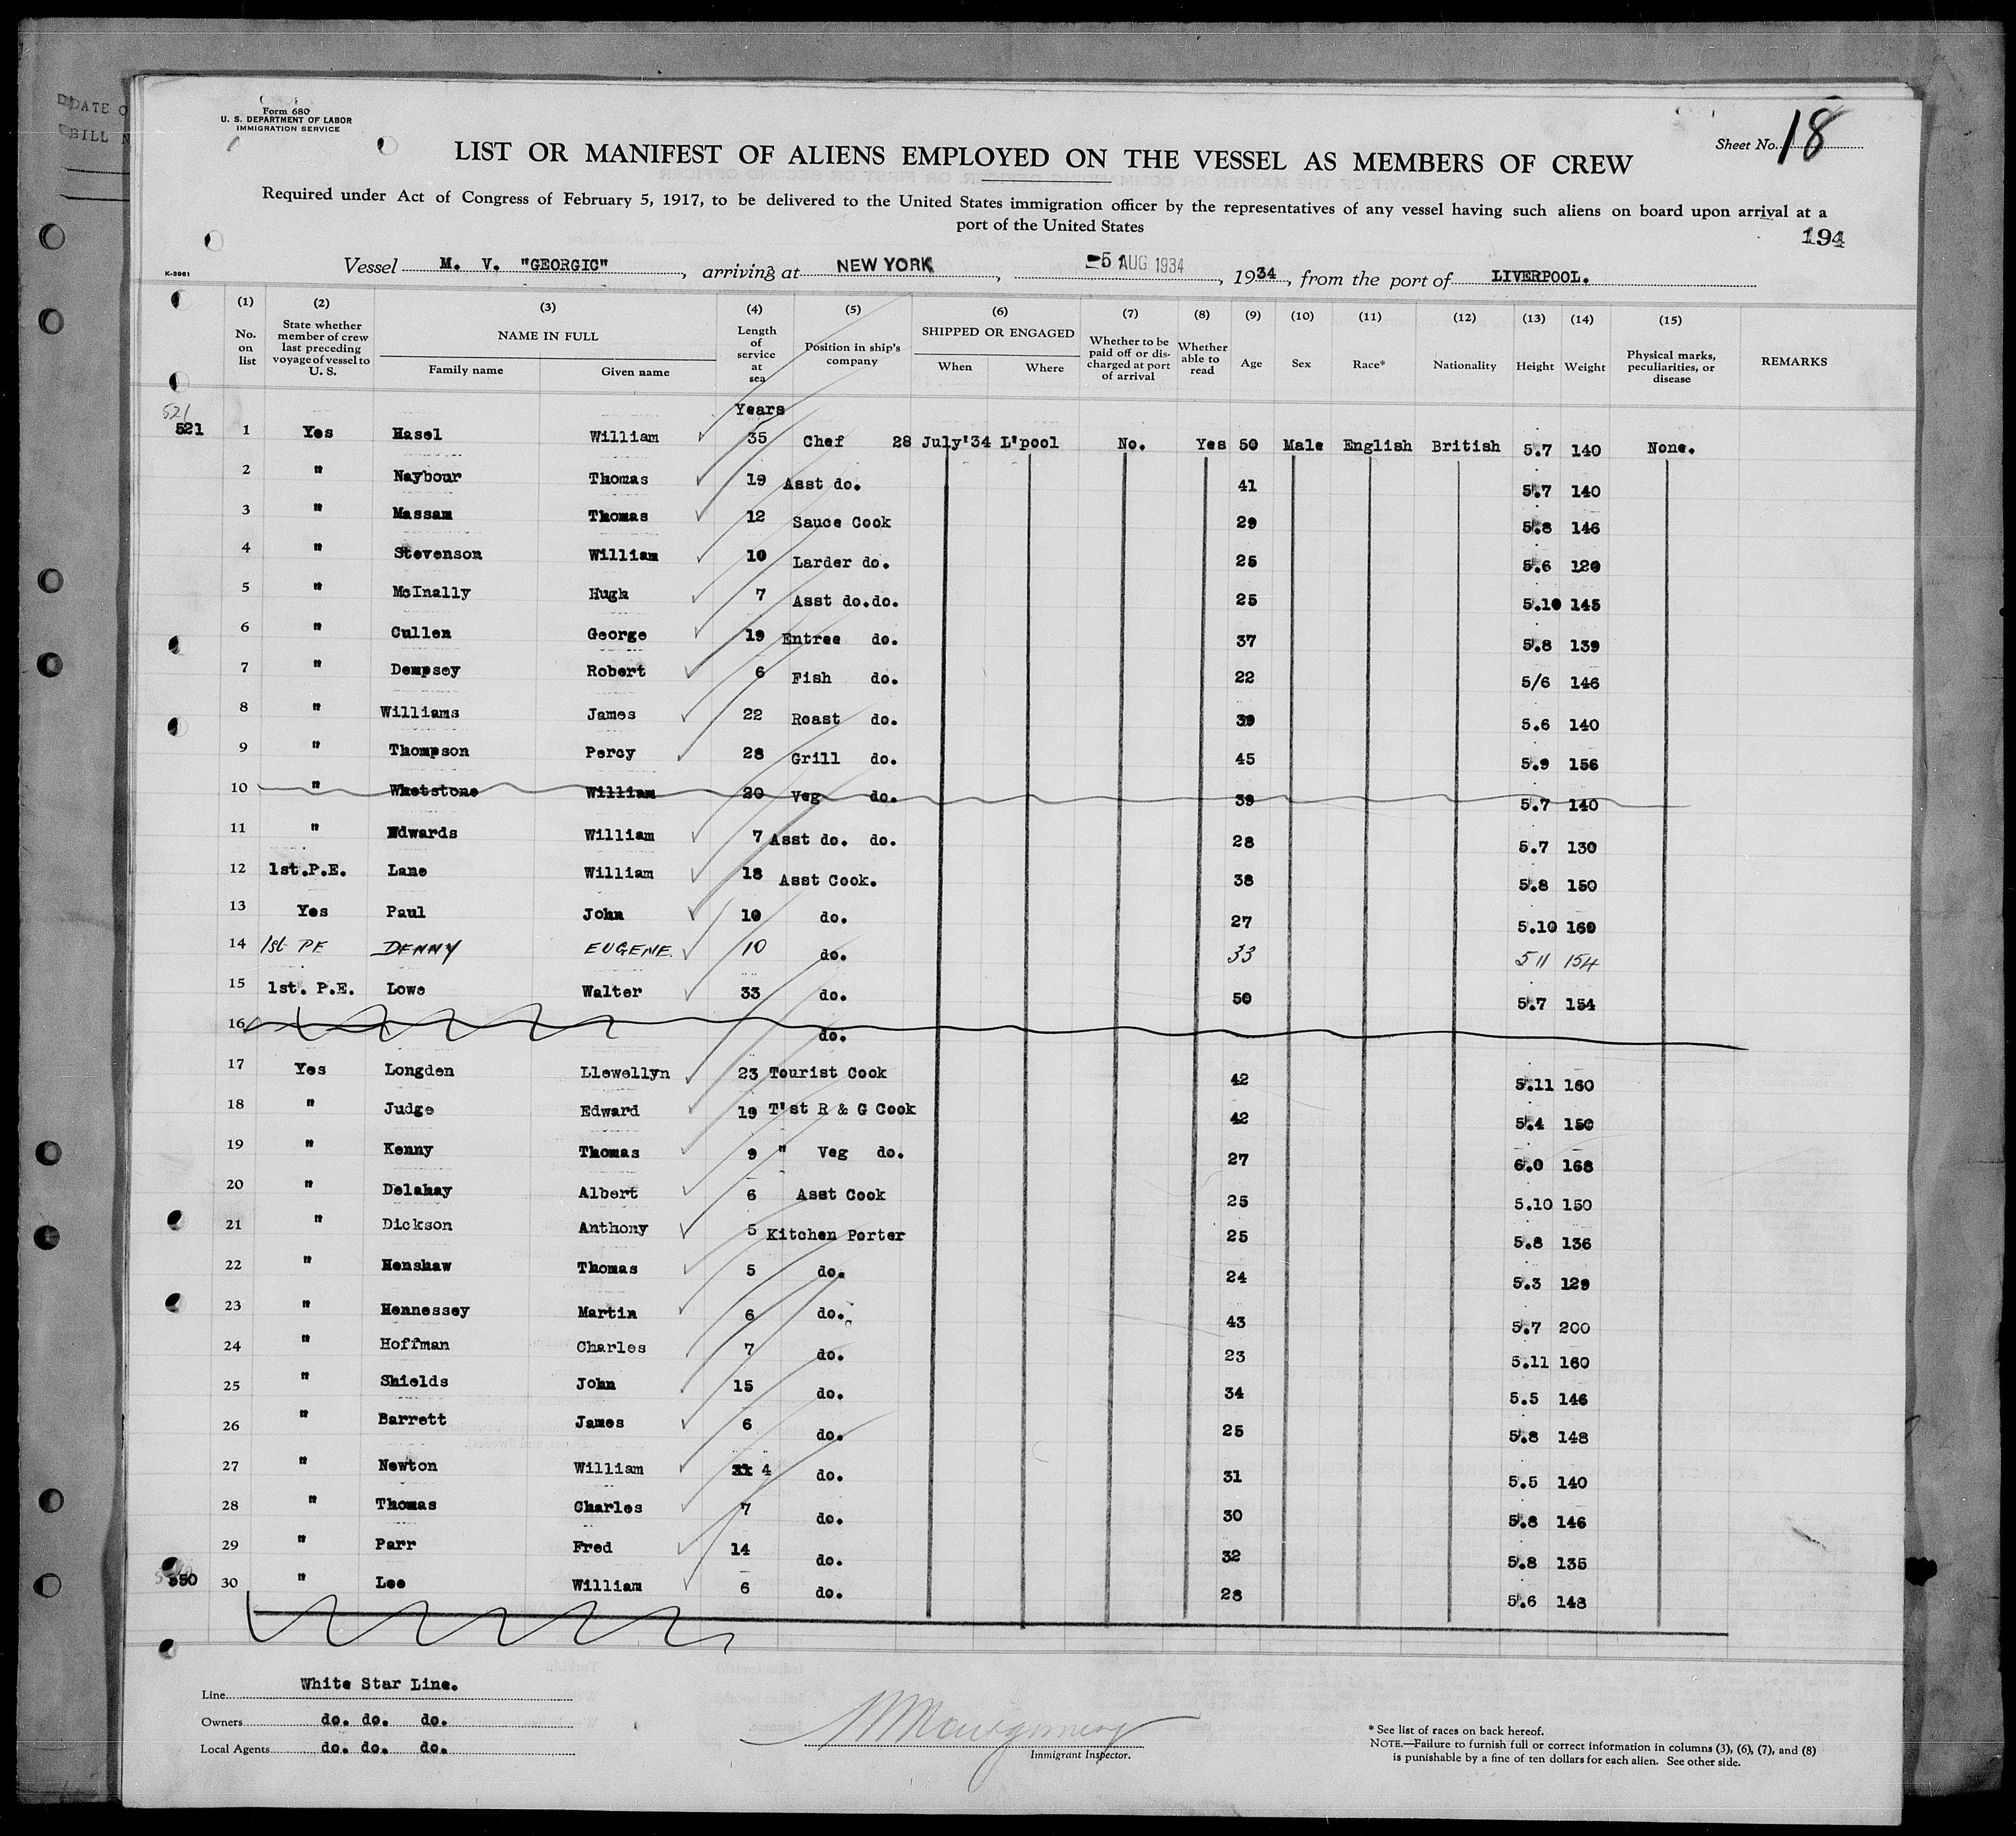 DATE O
BILL N
Form 680
U. S. DEPARTMENT OF LABOR
IMMIGRATION SERVICE
Sheet No. 18
LIST OR MANIFEST OF ALIENS EMPLOYED ON THE VESSEL AS MEMBERS OF CREW
Required under Act of Congress of February 5, 1917, to be delivered to the United States immigration officer by the representatives of any vessel having such aliens on board upon arrival at a
port of the United States
194
K-3961
Vessel M. V. "GEORGIC", arriving at NEW YORK, 5 AUG 1934, 1934, from the port of LIVERPOOL.
(1) (2) (3) (4) (5) (6) (7) (8) (9) (10) (11) (12) (13) (14) (15)
No. on list
State whether member of crew last preceding voyage of vessel to U. S.
NAME IN FULL
Family name
Given name
Length of service at sea
Position in ship's company
SHIPPED OR ENGAGED
When
Where
Whether to be paid off or discharged at port of arrival
Whether able to read
Age
Sex
Race*
Nationality
Height
Weight
Physical marks, peculiarities, or disease
REMARKS
Years
521
521 1 Yes Hasel William 35 Chef 28 July'34 L'pool No. Yes 50 Male English British 5.7 140 None.
2 " Naybour Thomas 19 Asst do. 41 5.7 140
3 " Massam Thomas 12 Sauce Cook 29 5.8 146
4 " Stevenson William 10 Larder do. 25 5.6 120
5 " McInally Hugh 7 Asst do.do. 25 5.10 145
6 " Cullen George 19 Entree do. 37 5.8 139
7 " Dempsey Robert 6 Fish do. 22 5/6 146
8 " Williams James 22 Roast do. 39 5.6 140
9 " Thompson Percy 28 Grill do. 45 5.9 156
10 " Whetstone William 20 Veg do. 39 5.7 140
11 " Edwards William 7 Asst do. do. 28 5.7 130
12 1st.P.E. Lane William 18 Asst Cook. 38 5.8 150
13 Yes Paul John 10 do. 27 5.10 160
14 1st PE DENNY EUGENE. 10 do. 33 5 11 154
15 1st. P.E. Lowe Walter 33 do. 50 5.7 154
16 do.
17 Yes Longden Llewellyn 23 Tourist Cook 42 5.11 160
18 " Judge Edward 19 T'st R & G Cook 42 5.4 150
19 " Kenny Thomas 9 " Veg do. 27 6.0 168
20 " Delahay Albert 6 Asst Cook 25 5.10 150
21 " Dickson Anthony 5 Kitchen Porter 25 5.8 136
22 " Henshaw Thomas 5 do. 24 5.3 129
23 " Hennessey Martin 6 do. 43 5.7 200
24 " Hoffman Charles 7 do. 23 5.11 160
25 " Shields John 15 do. 34 5.5 146
26 " Barrett James 6 do. 25 5.8 148
27 " Newton William 4 do. 31 5.5 140
28 " Thomas Charles 7 do. 30 5.8 146
29 " Parr Fred 14 do. 32 5.8 135
550 30 " Lee William 6 do. 28 5.6 148
Line White Star Line.
Owners do. do. do.
Local Agents do. do. do.
Montgomery
Immigrant Inspector.
* See list of races on back hereof.
NOTE.—Failure to furnish full or correct information in columns (3), (6), (7), and (8)
is punishable by a fine of ten dollars for each alien. See other side.